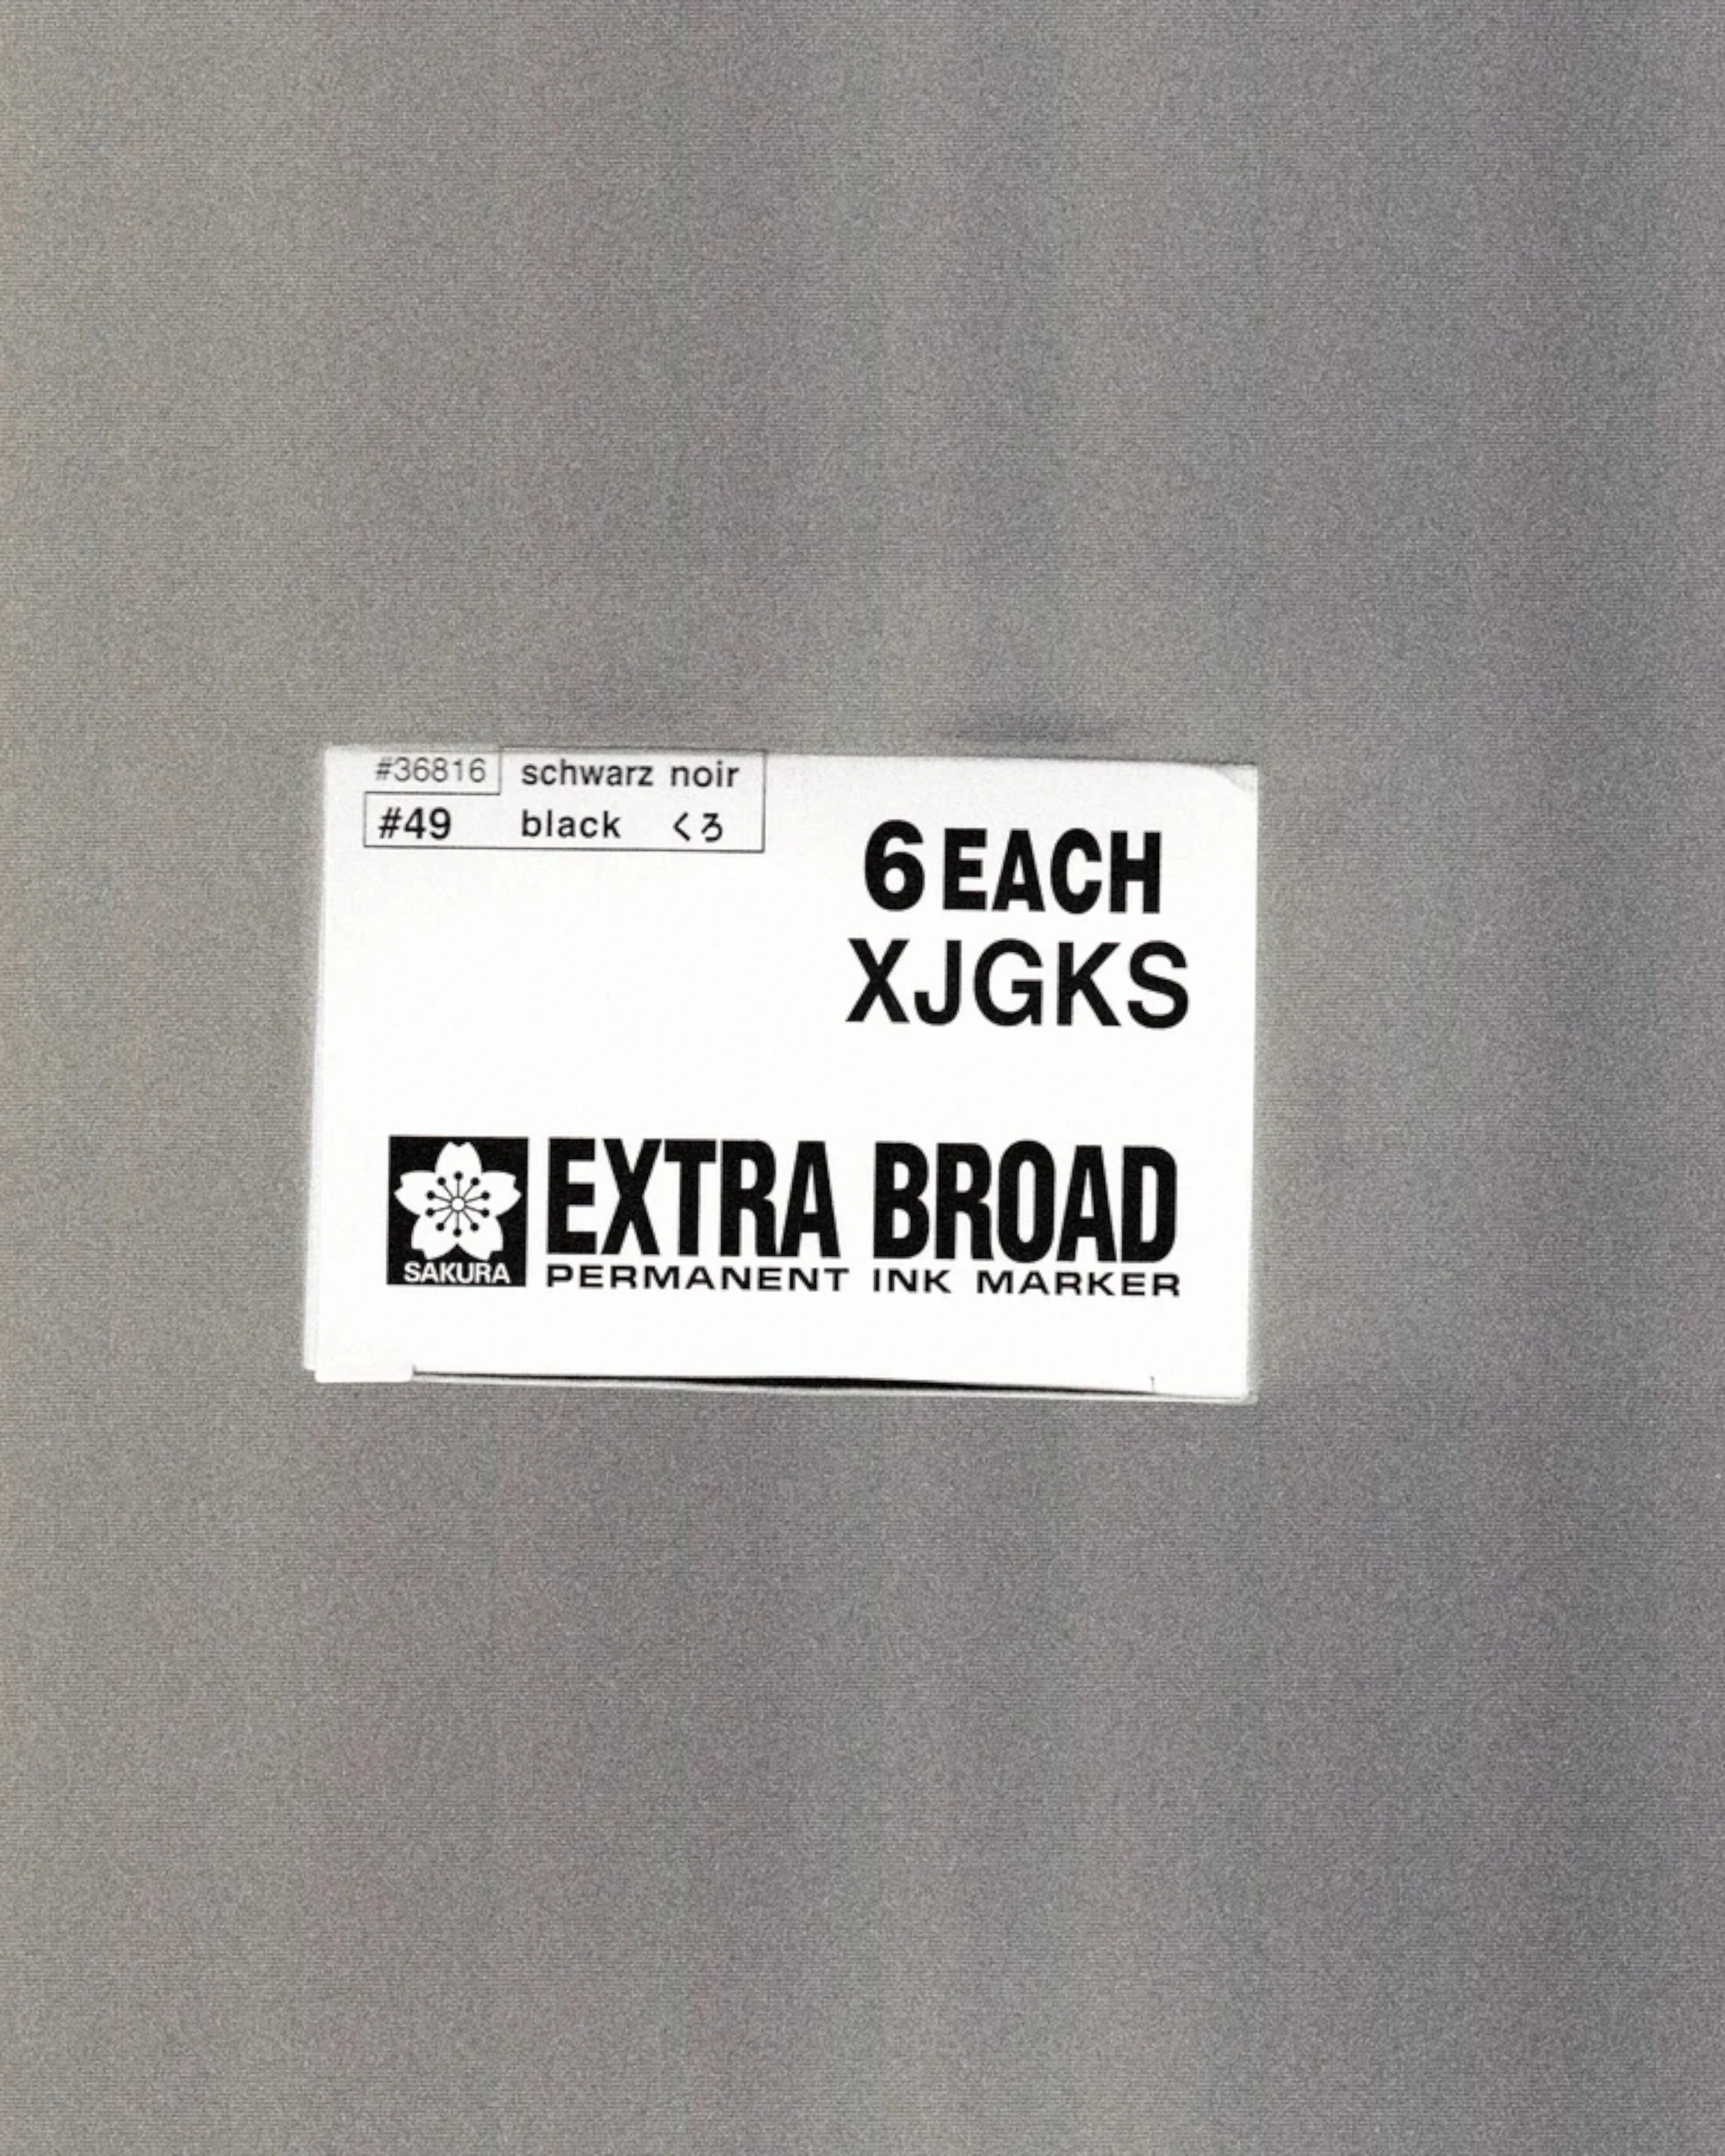 #36816 schwarz noir
#49 black くろ
6 EACH
XJGKS
EXTRA BROAD
SAKURA PERMANENT INK MARKER